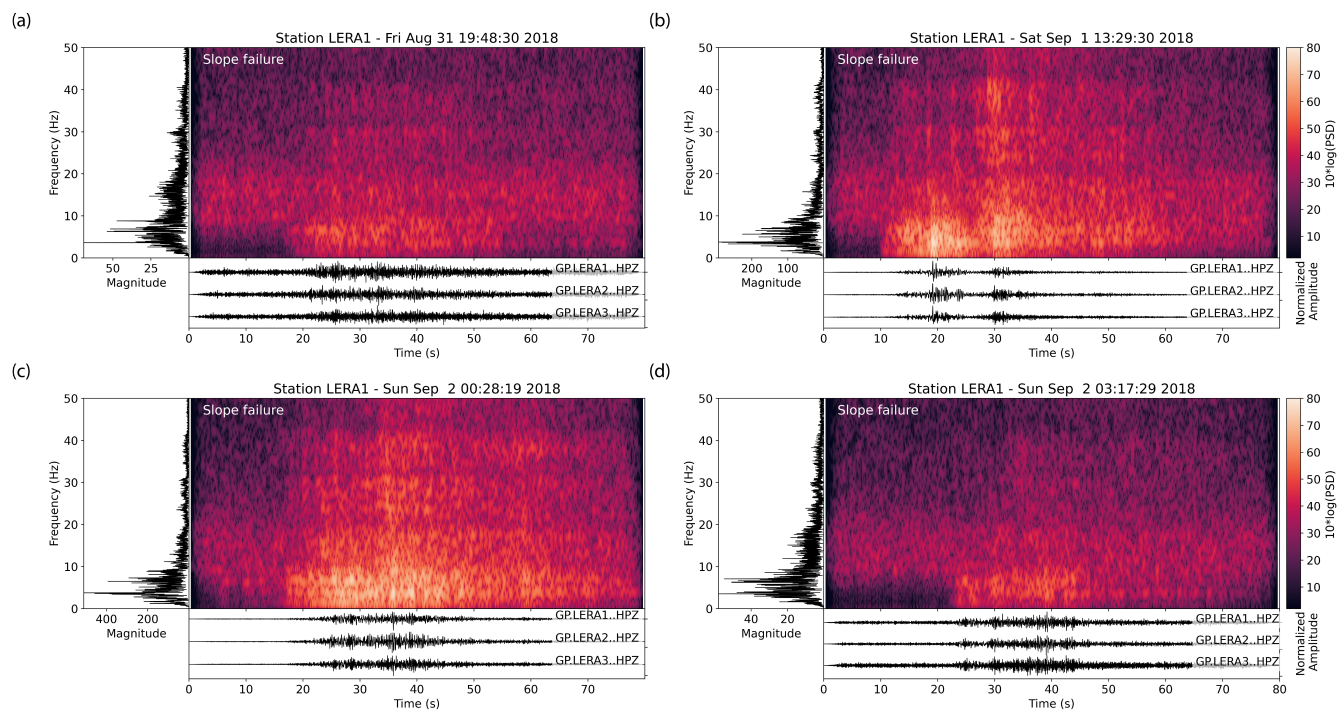 (a)
Station LERA1 - Fri Aug 31 19:48:30 2018
Slope failure
50
40
30
20
10
0
Frequency (Hz)
50 25
Magnitude
GP.LERA1..HPZ
GP.LERA2..HPZ
GP.LERA3..HPZ
0 10 20 30 40 50 60 70
Time (s)
(b)
Station LERA1 - Sat Sep 1 13:29:30 2018
Slope failure
50
40
30
20
10
0
Frequency (Hz)
200 100
Magnitude
GP.LERA1..HPZ
GP.LERA2..HPZ
GP.LERA3..HPZ
0 10 20 30 40 50 60 70 80
Time (s)
80
70
60
50
40
30
20
10
10*log(PSD)
Normalized
Amplitude
(c)
Station LERA1 - Sun Sep 2 00:28:19 2018
Slope failure
50
40
30
20
10
0
Frequency (Hz)
400 200
Magnitude
GP.LERA1..HPZ
GP.LERA2..HPZ
GP.LERA3..HPZ
0 10 20 30 40 50 60 70
Time (s)
(d)
Station LERA1 - Sun Sep 2 03:17:29 2018
Slope failure
50
40
30
20
10
0
Frequency (Hz)
40 20
Magnitude
GP.LERA1..HPZ
GP.LERA2..HPZ
GP.LERA3..HPZ
0 10 20 30 40 50 60 70 80
Time (s)
80
70
60
50
40
30
20
10
10*log(PSD)
Normalized
Amplitude